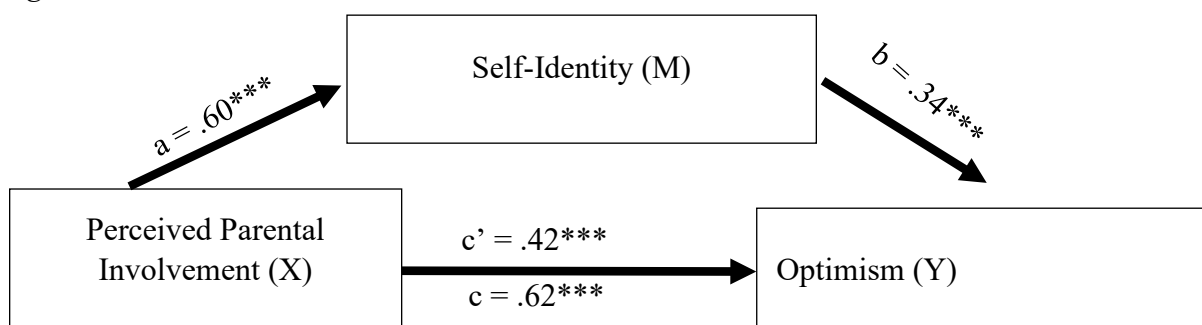 Self-Identity (M)
a = .60***
b = .34***
Perceived Parental
Involvement (X)
c’ = .42***
c = .62***
Optimism (Y)